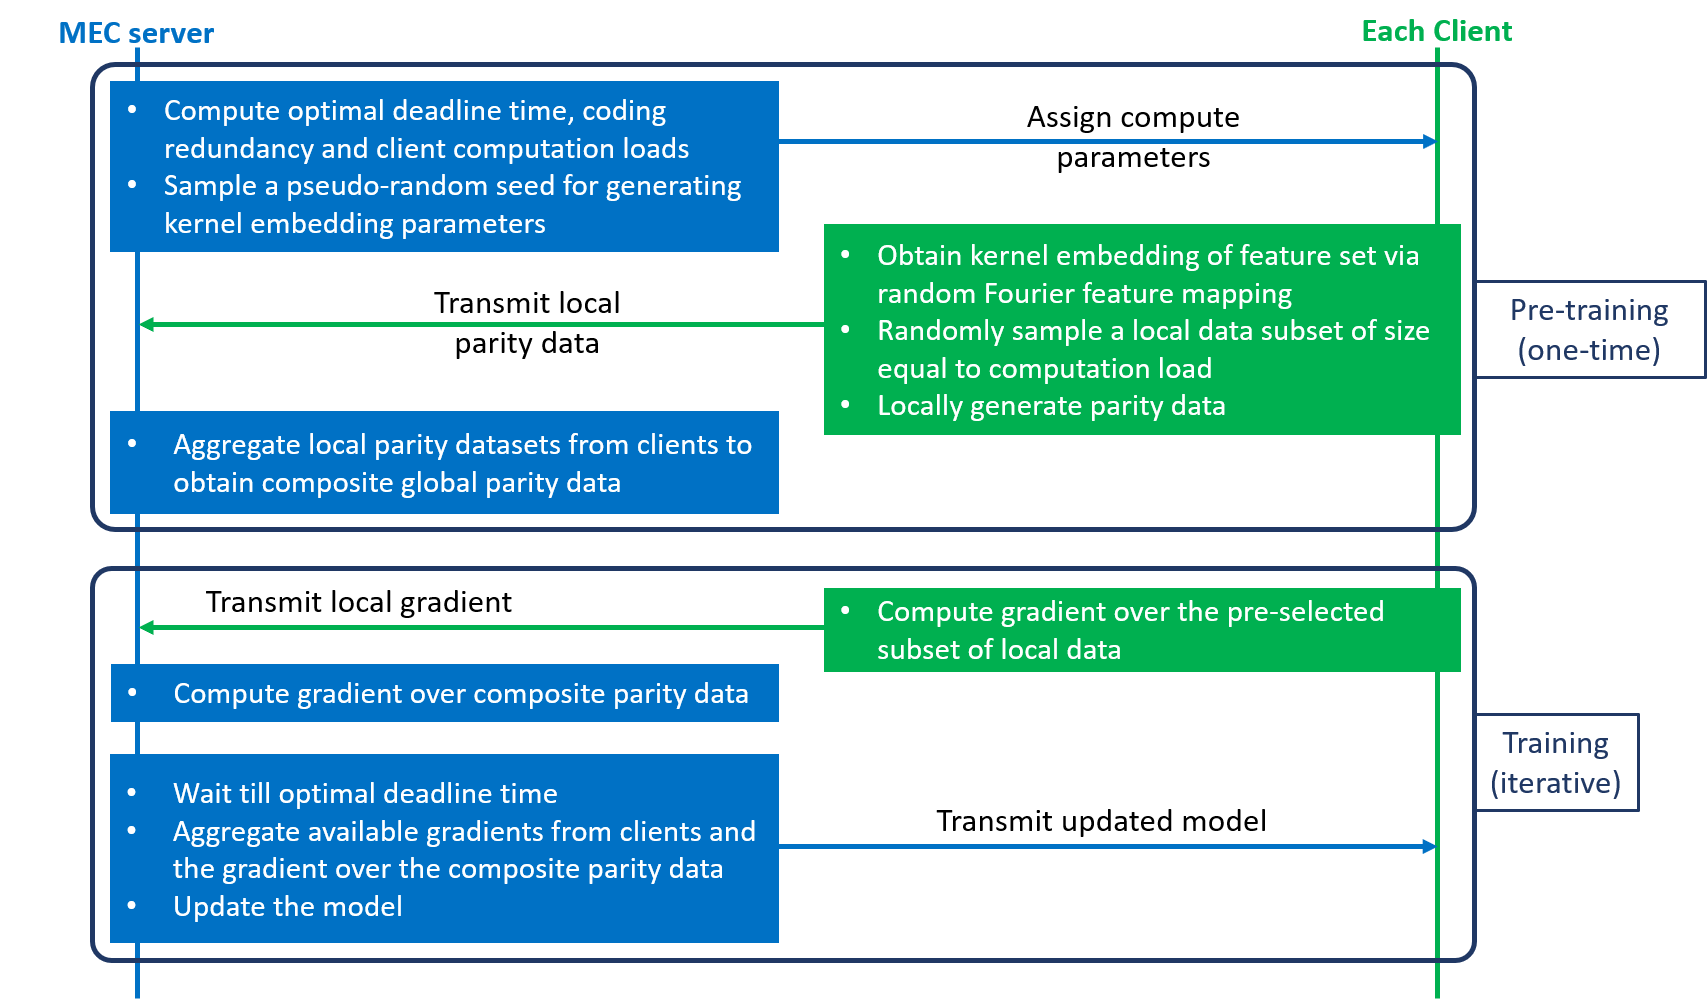 MEC server
Each Client
• Compute optimal deadline time, coding
redundancy and client computation loads
• Sample a pseudo-random seed for generating
kernel embedding parameters
Assign compute
parameters
• Obtain kernel embedding of feature set via
random Fourier feature mapping
• Randomly sample a local data subset of size
equal to computation load
• Locally generate parity data
Transmit local
parity data
Pre-training
(one-time)
• Aggregate local parity datasets from clients to
obtain composite global parity data
Transmit local gradient
• Compute gradient over the pre-selected
subset of local data
• Compute gradient over composite parity data
Training
(iterative)
• Wait till optimal deadline time
• Aggregate available gradients from clients and
the gradient over the composite parity data
• Update the model
Transmit updated model